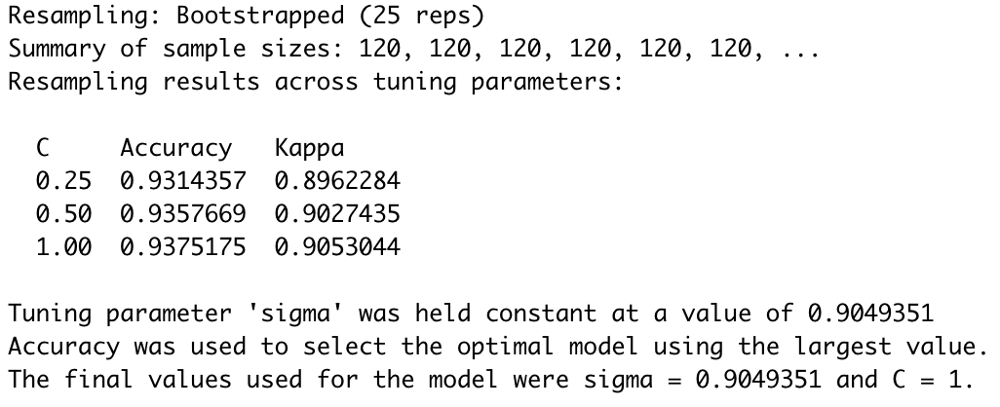 Resampling: Bootstrapped (25 reps)
Summary of sample sizes: 120, 120, 120, 120, 120, 120, ...
Resampling results across tuning parameters:

  C     Accuracy   Kappa
  0.25  0.9314357  0.8962284
  0.50  0.9357669  0.9027435
  1.00  0.9375175  0.9053044

Tuning parameter 'sigma' was held constant at a value of 0.9049351
Accuracy was used to select the optimal model using the largest value.
The final values used for the model were sigma = 0.9049351 and C = 1.